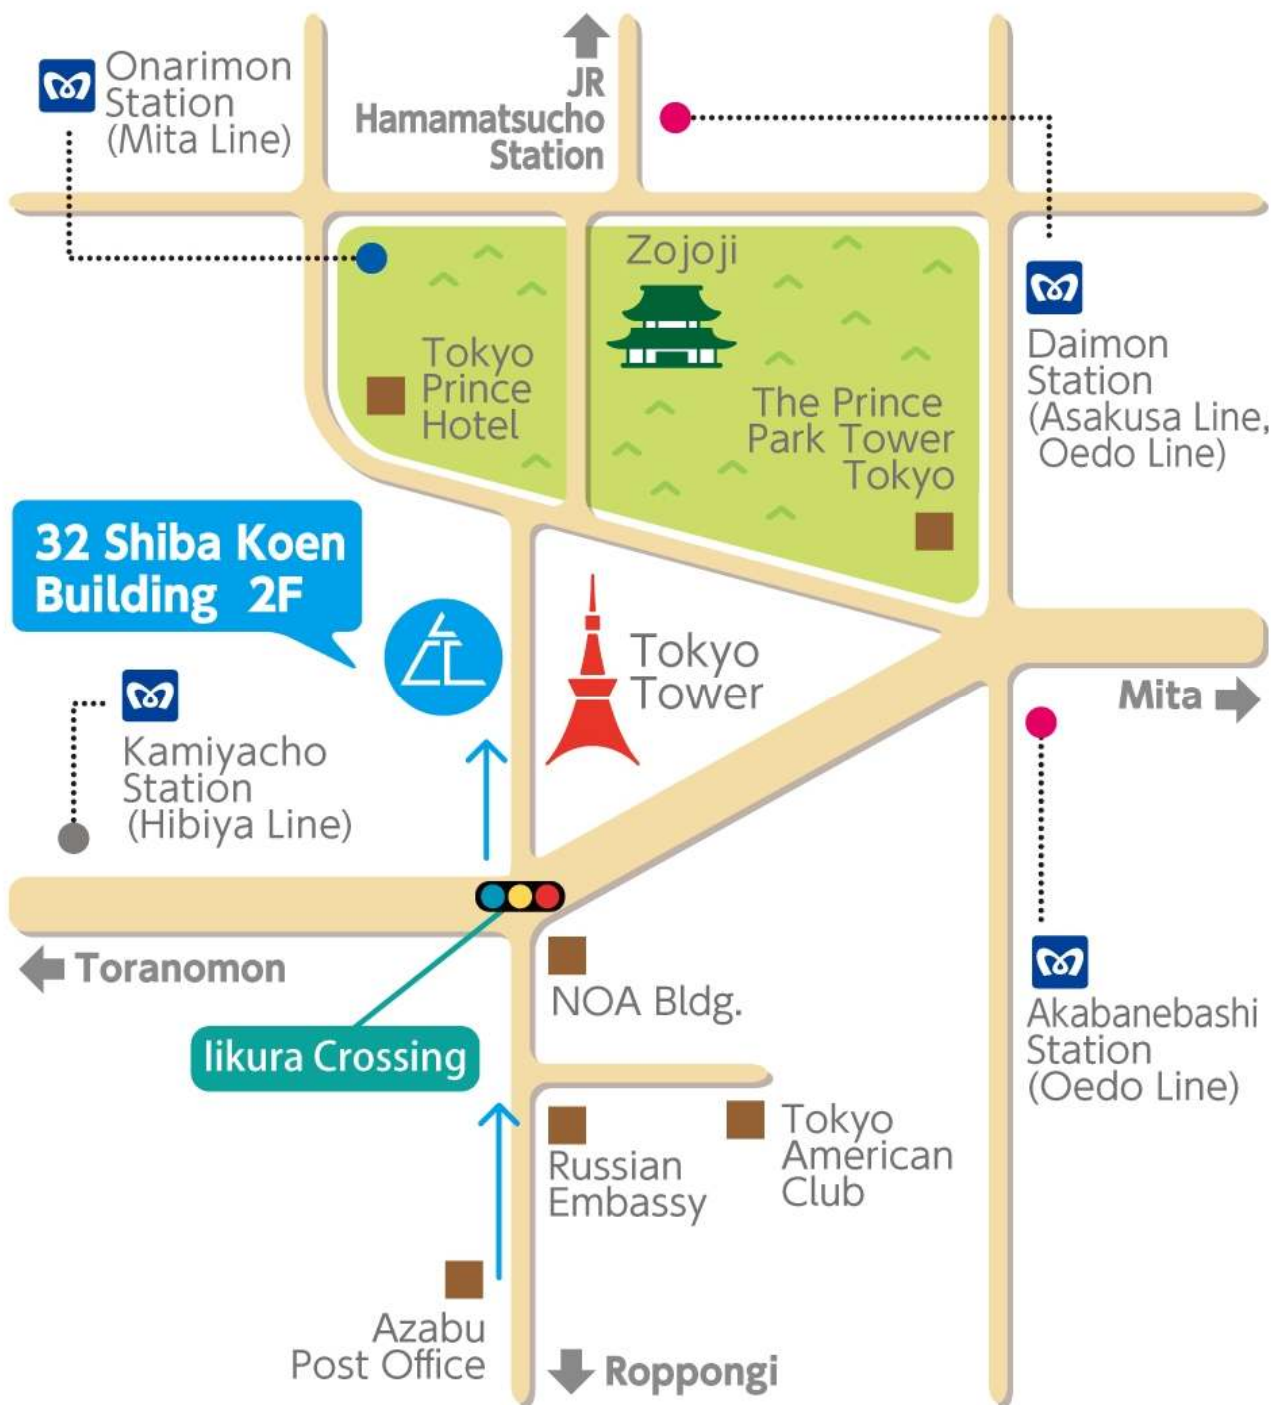 Onarimon
Station
(Mita Line)
JR
Hamamatsucho
Station
Zojoji
Tokyo
Prince
Hotel
The Prince
Park Tower
Tokyo
Daimon
Station
(Asakusa Line,
Oedo Line)
32 Shiba Koen
Building 2F
Tokyo
Tower
Mita
Kamiyacho
Station
(Hibiya Line)
Toranomon
NOA Bldg.
Iikura Crossing
Akabanebashi
Station
(Oedo Line)
Russian
Embassy
Tokyo
American
Club
Azabu
Post Office
Roppongi